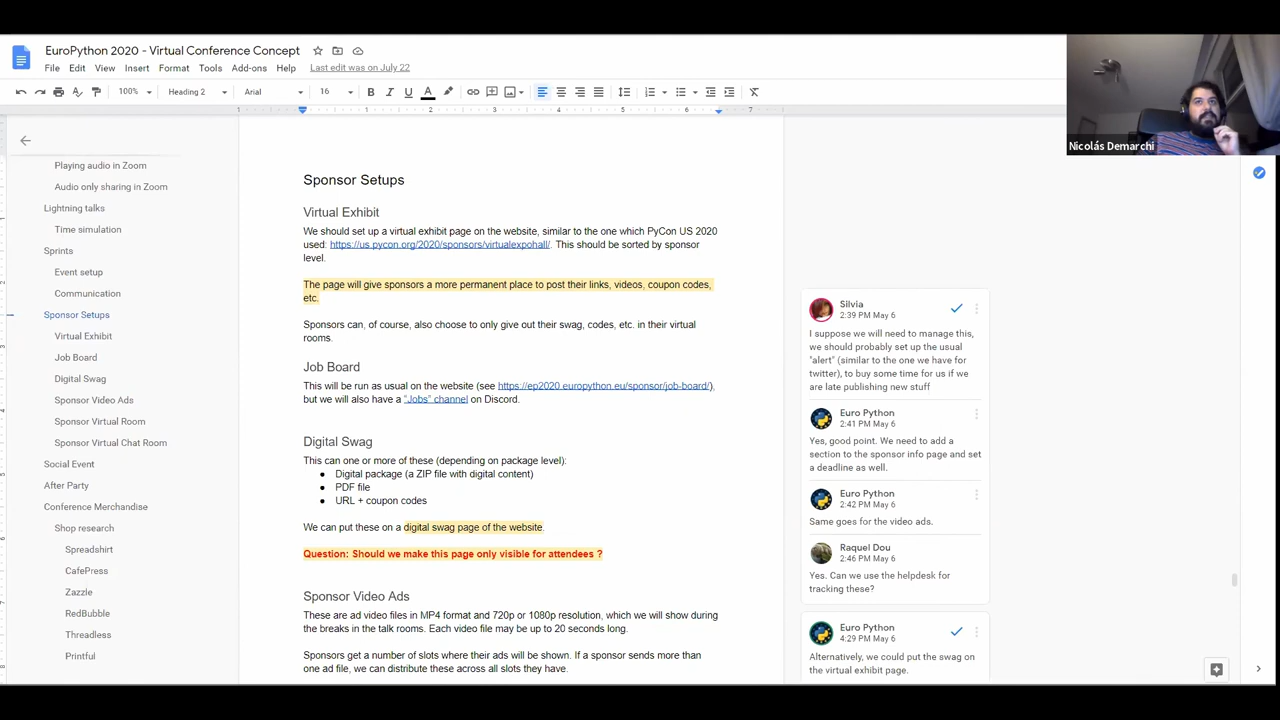 EuroPython 2020 - Virtual Conference Concept
File Edit View Insert Format Tools Add-ons Help Last edit was on July 22
100% Heading 2 Arial 16 B I U A
1 1 2 3 4 5 6 7
Playing audio in Zoom
Audio only sharing in Zoom
Lightning talks
Time simulation
Sprints
Event setup
Communication
Sponsor Setups
Virtual Exhibit
Job Board
Digital Swag
Sponsor Video Ads
Sponsor Virtual Room
Sponsor Virtual Chat Room
Social Event
After Party
Conference Merchandise
Shop research
Spreadshirt
CafePress
Zazzle
RedBubble
Threadless
Printful
Sponsor Setups
Virtual Exhibit
We should set up a virtual exhibit page on the website, similar to the one which PyCon US 2020
used: https://us.pycon.org/2020/sponsors/virtualexpohall/. This should be sorted by sponsor
level.
The page will give sponsors a more permanent place to post their links, videos, coupon codes,
etc.
Sponsors can, of course, also choose to only give out their swag, codes, etc. in their virtual
rooms.
Job Board
This will be run as usual on the website (see https://ep2020.europython.eu/sponsor/job-board/),
but we will also have a "Jobs" channel on Discord.
Digital Swag
This can one or more of these (depending on package level):
● Digital package (a ZIP file with digital content)
● PDF file
● URL + coupon codes
We can put these on a digital swag page of the website.
Question: Should we make this page only visible for attendees ?
Sponsor Video Ads
These are ad video files in MP4 format and 720p or 1080p resolution, which we will show during
the breaks in the talk rooms. Each video file may be up to 20 seconds long.
Sponsors get a number of slots where their ads will be shown. If a sponsor sends more than
one ad file, we can distribute these across all slots they have.
Silvia
2:39 PM May 6
I suppose we will need to manage this,
we should probably set up the usual
"alert" (similar to the one we have for
twitter), to buy some time for us if we
are late publishing new stuff
Euro Python
2:41 PM May 6
Yes, good point. We need to add a
section to the sponsor info page and set
a deadline as well.
Euro Python
2:42 PM May 6
Same goes for the video ads.
Raquel Dou
2:46 PM May 6
Yes. Can we use the helpdesk for
tracking these?
Euro Python
4:29 PM May 6
Alternatively, we could put the swag on
the virtual exhibit page.
Nicolás Demarchi